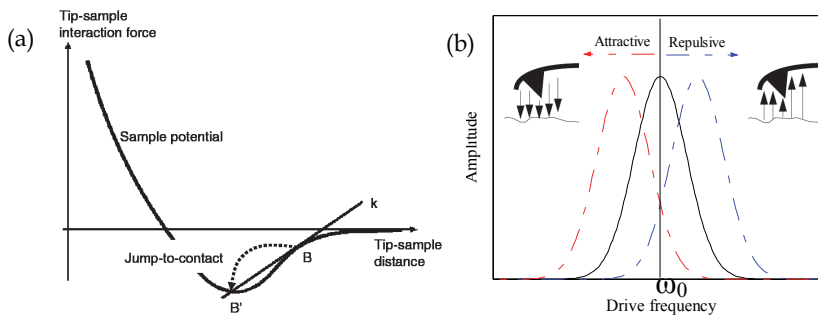 (a)
Tip-sample
interaction force
Sample potential
k
Tip-sample
distance
Jump-to-contact
B
B'
(b)
Attractive
Repulsive
Amplitude
ω0
Drive frequency